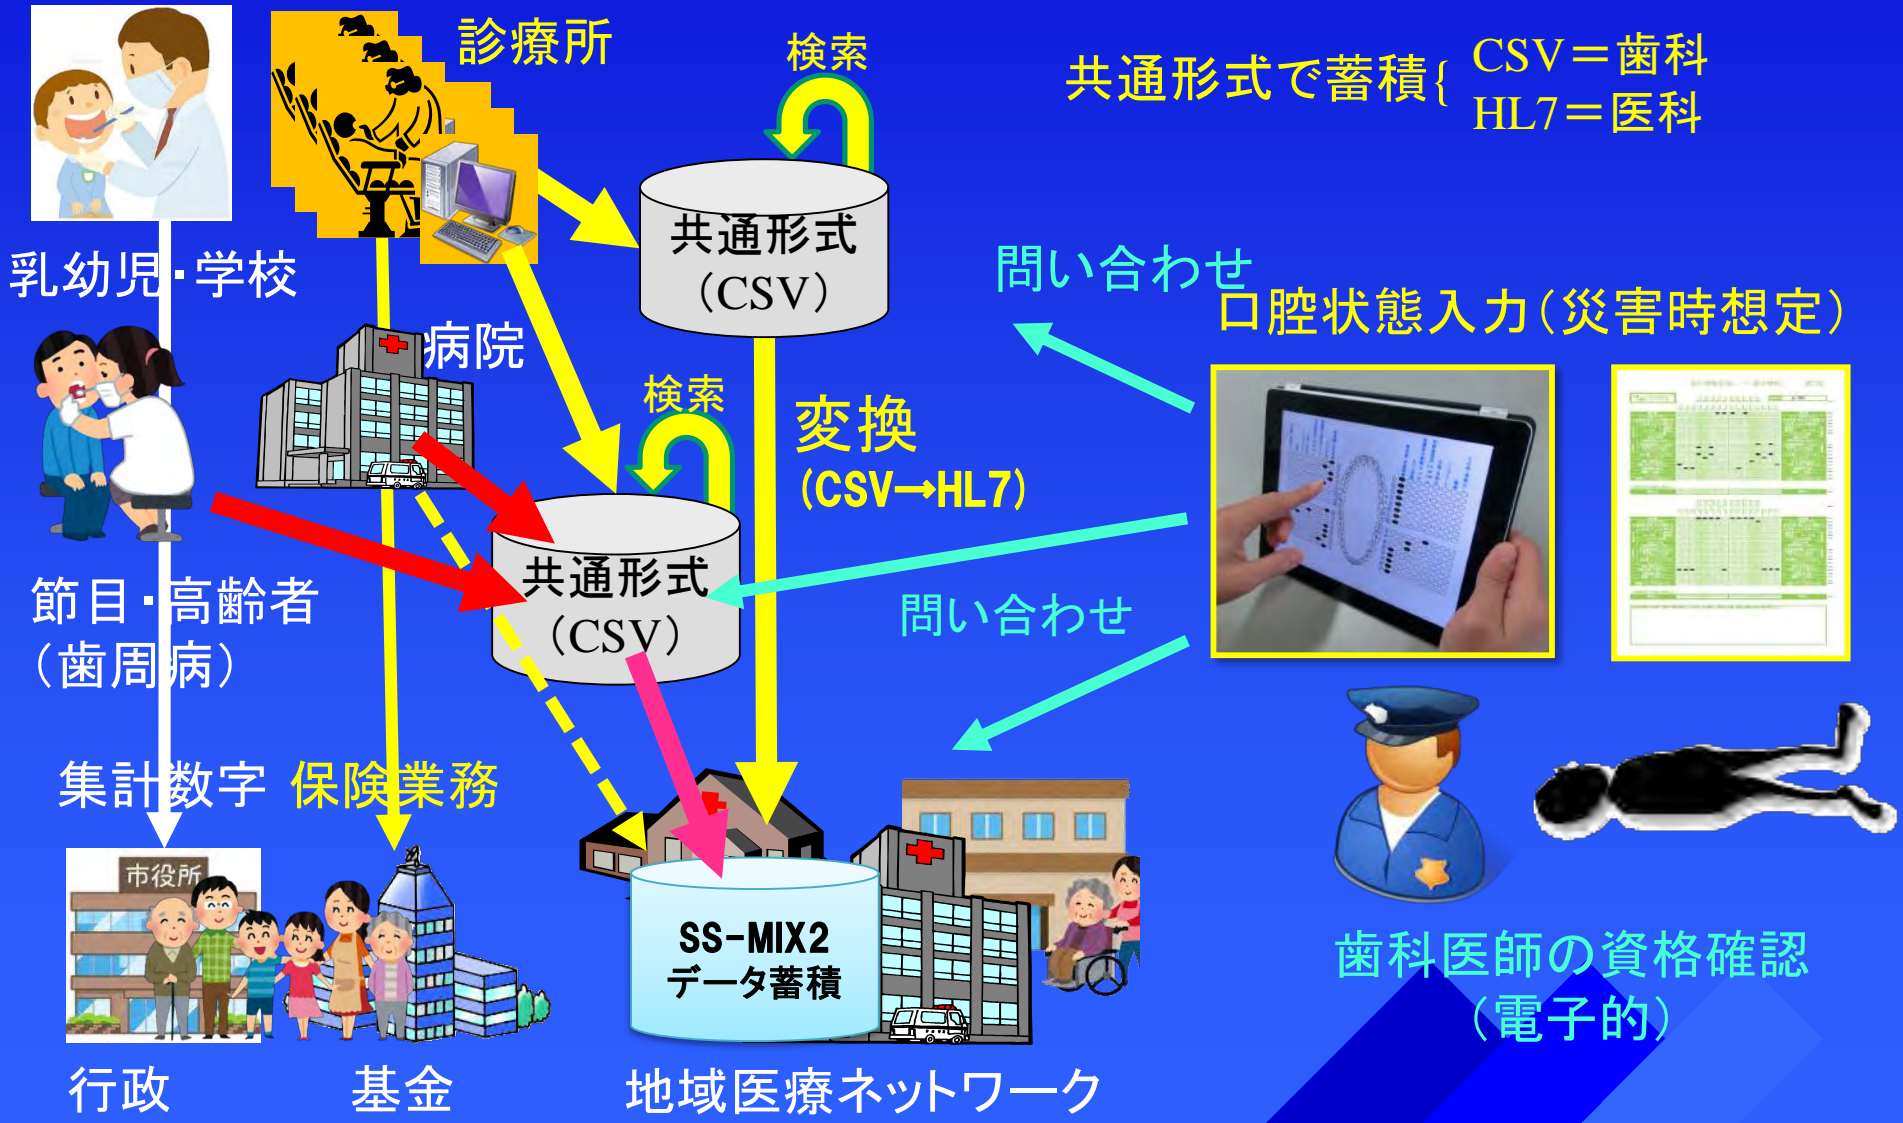 診療所
検索
共通形式で蓄積{
CSV＝歯科
HL7＝医科
共通形式
（CSV）
乳幼児・学校
問い合わせ
口腔状態入力（災害時想定）
病院
検索
変換
（CSV→HL7）
共通形式
（CSV）
問い合わせ
節目・高齢者
（歯周病）
集計数字
保険業務
市役所
SS-MIX2
データ蓄積
歯科医師の資格確認
（電子的）
行政
基金
地域医療ネットワーク